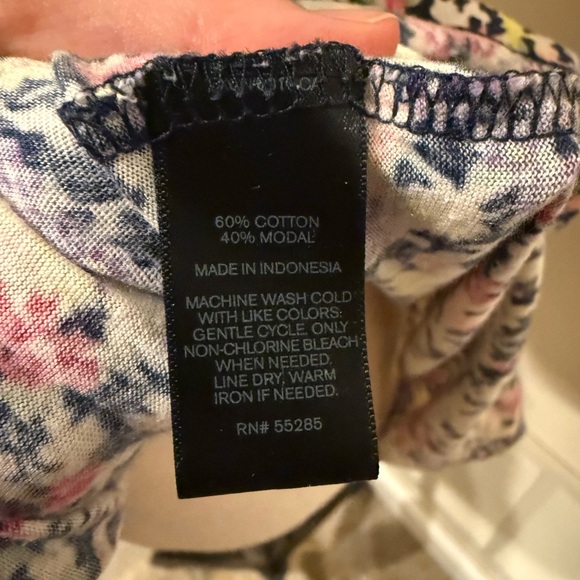 60% COTTON
40% MODAL
MADE IN INDONESIA
MACHINE WASH COLD
WITH LIKE COLORS.
GENTLE CYCLE. ONLY
NON-CHLORINE BLEACH
WHEN NEEDED.
LINE DRY, WARM
IRON IF NEEDED.
RN# 55285